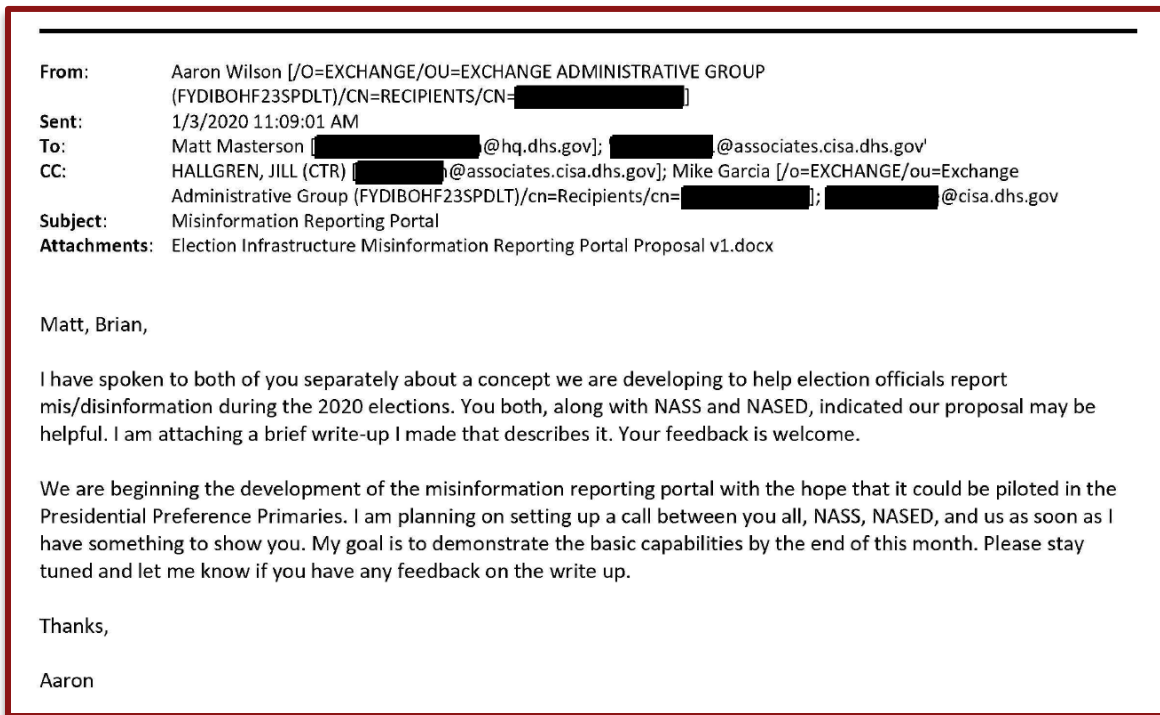 From: Aaron Wilson [/O=EXCHANGE/OU=EXCHANGE ADMINISTRATIVE GROUP
(FYDIBOHF23SPDLT)/CN=RECIPIENTS/CN= ]
Sent: 1/3/2020 11:09:01 AM
To: Matt Masterson [ @hq.dhs.gov]; ' @associates.cisa.dhs.gov'
CC: HALLGREN, JILL (CTR) [ @associates.cisa.dhs.gov]; Mike Garcia [/o=EXCHANGE/ou=Exchange
Administrative Group (FYDIBOHF23SPDLT)/cn=Recipients/cn= ]; @cisa.dhs.gov
Subject: Misinformation Reporting Portal
Attachments: Election Infrastructure Misinformation Reporting Portal Proposal v1.docx
Matt, Brian,
I have spoken to both of you separately about a concept we are developing to help election officials report
mis/disinformation during the 2020 elections. You both, along with NASS and NASED, indicated our proposal may be
helpful. I am attaching a brief write-up I made that describes it. Your feedback is welcome.
We are beginning the development of the misinformation reporting portal with the hope that it could be piloted in the
Presidential Preference Primaries. I am planning on setting up a call between you all, NASS, NASED, and us as soon as I
have something to show you. My goal is to demonstrate the basic capabilities by the end of this month. Please stay
tuned and let me know if you have any feedback on the write up.
Thanks,
Aaron